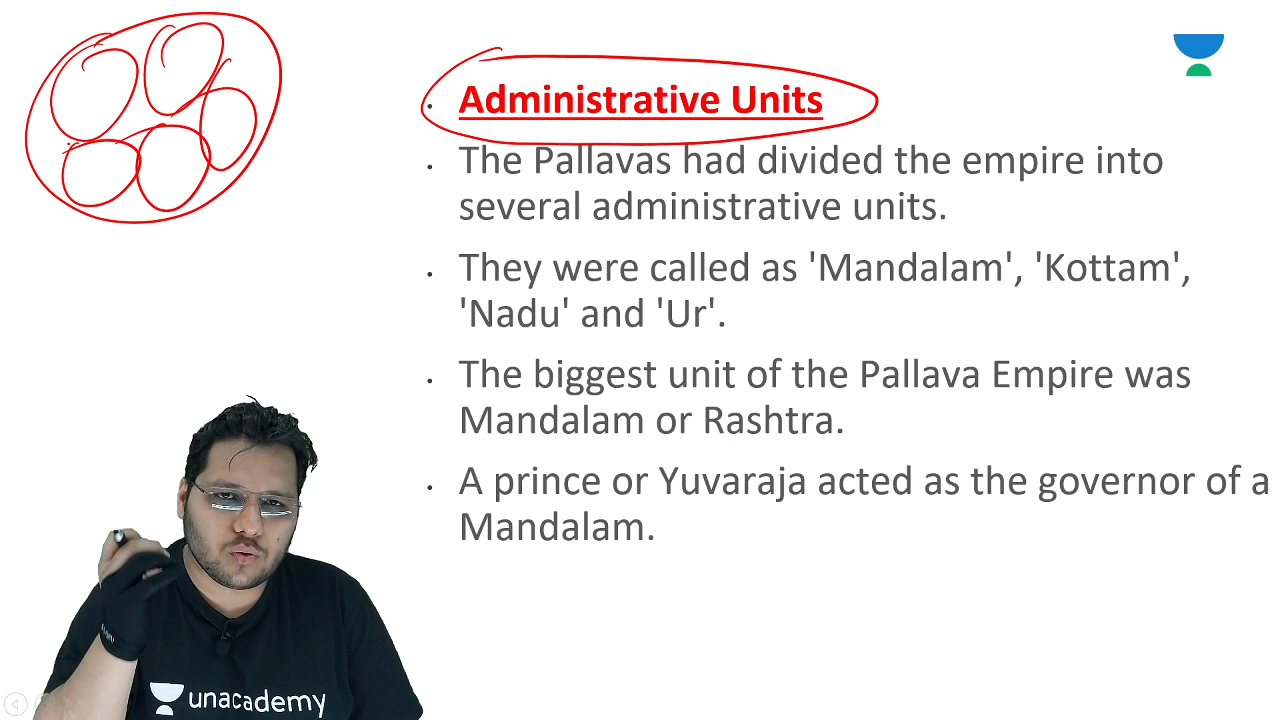 Administrative Units
The Pallavas had divided the empire into
several administrative units.
They were called as 'Mandalam', 'Kottam',
'Nadu' and 'Ur'.
The biggest unit of the Pallava Empire was
Mandalam or Rashtra.
A prince or Yuvaraja acted as the governor of a
Mandalam.
unacademy